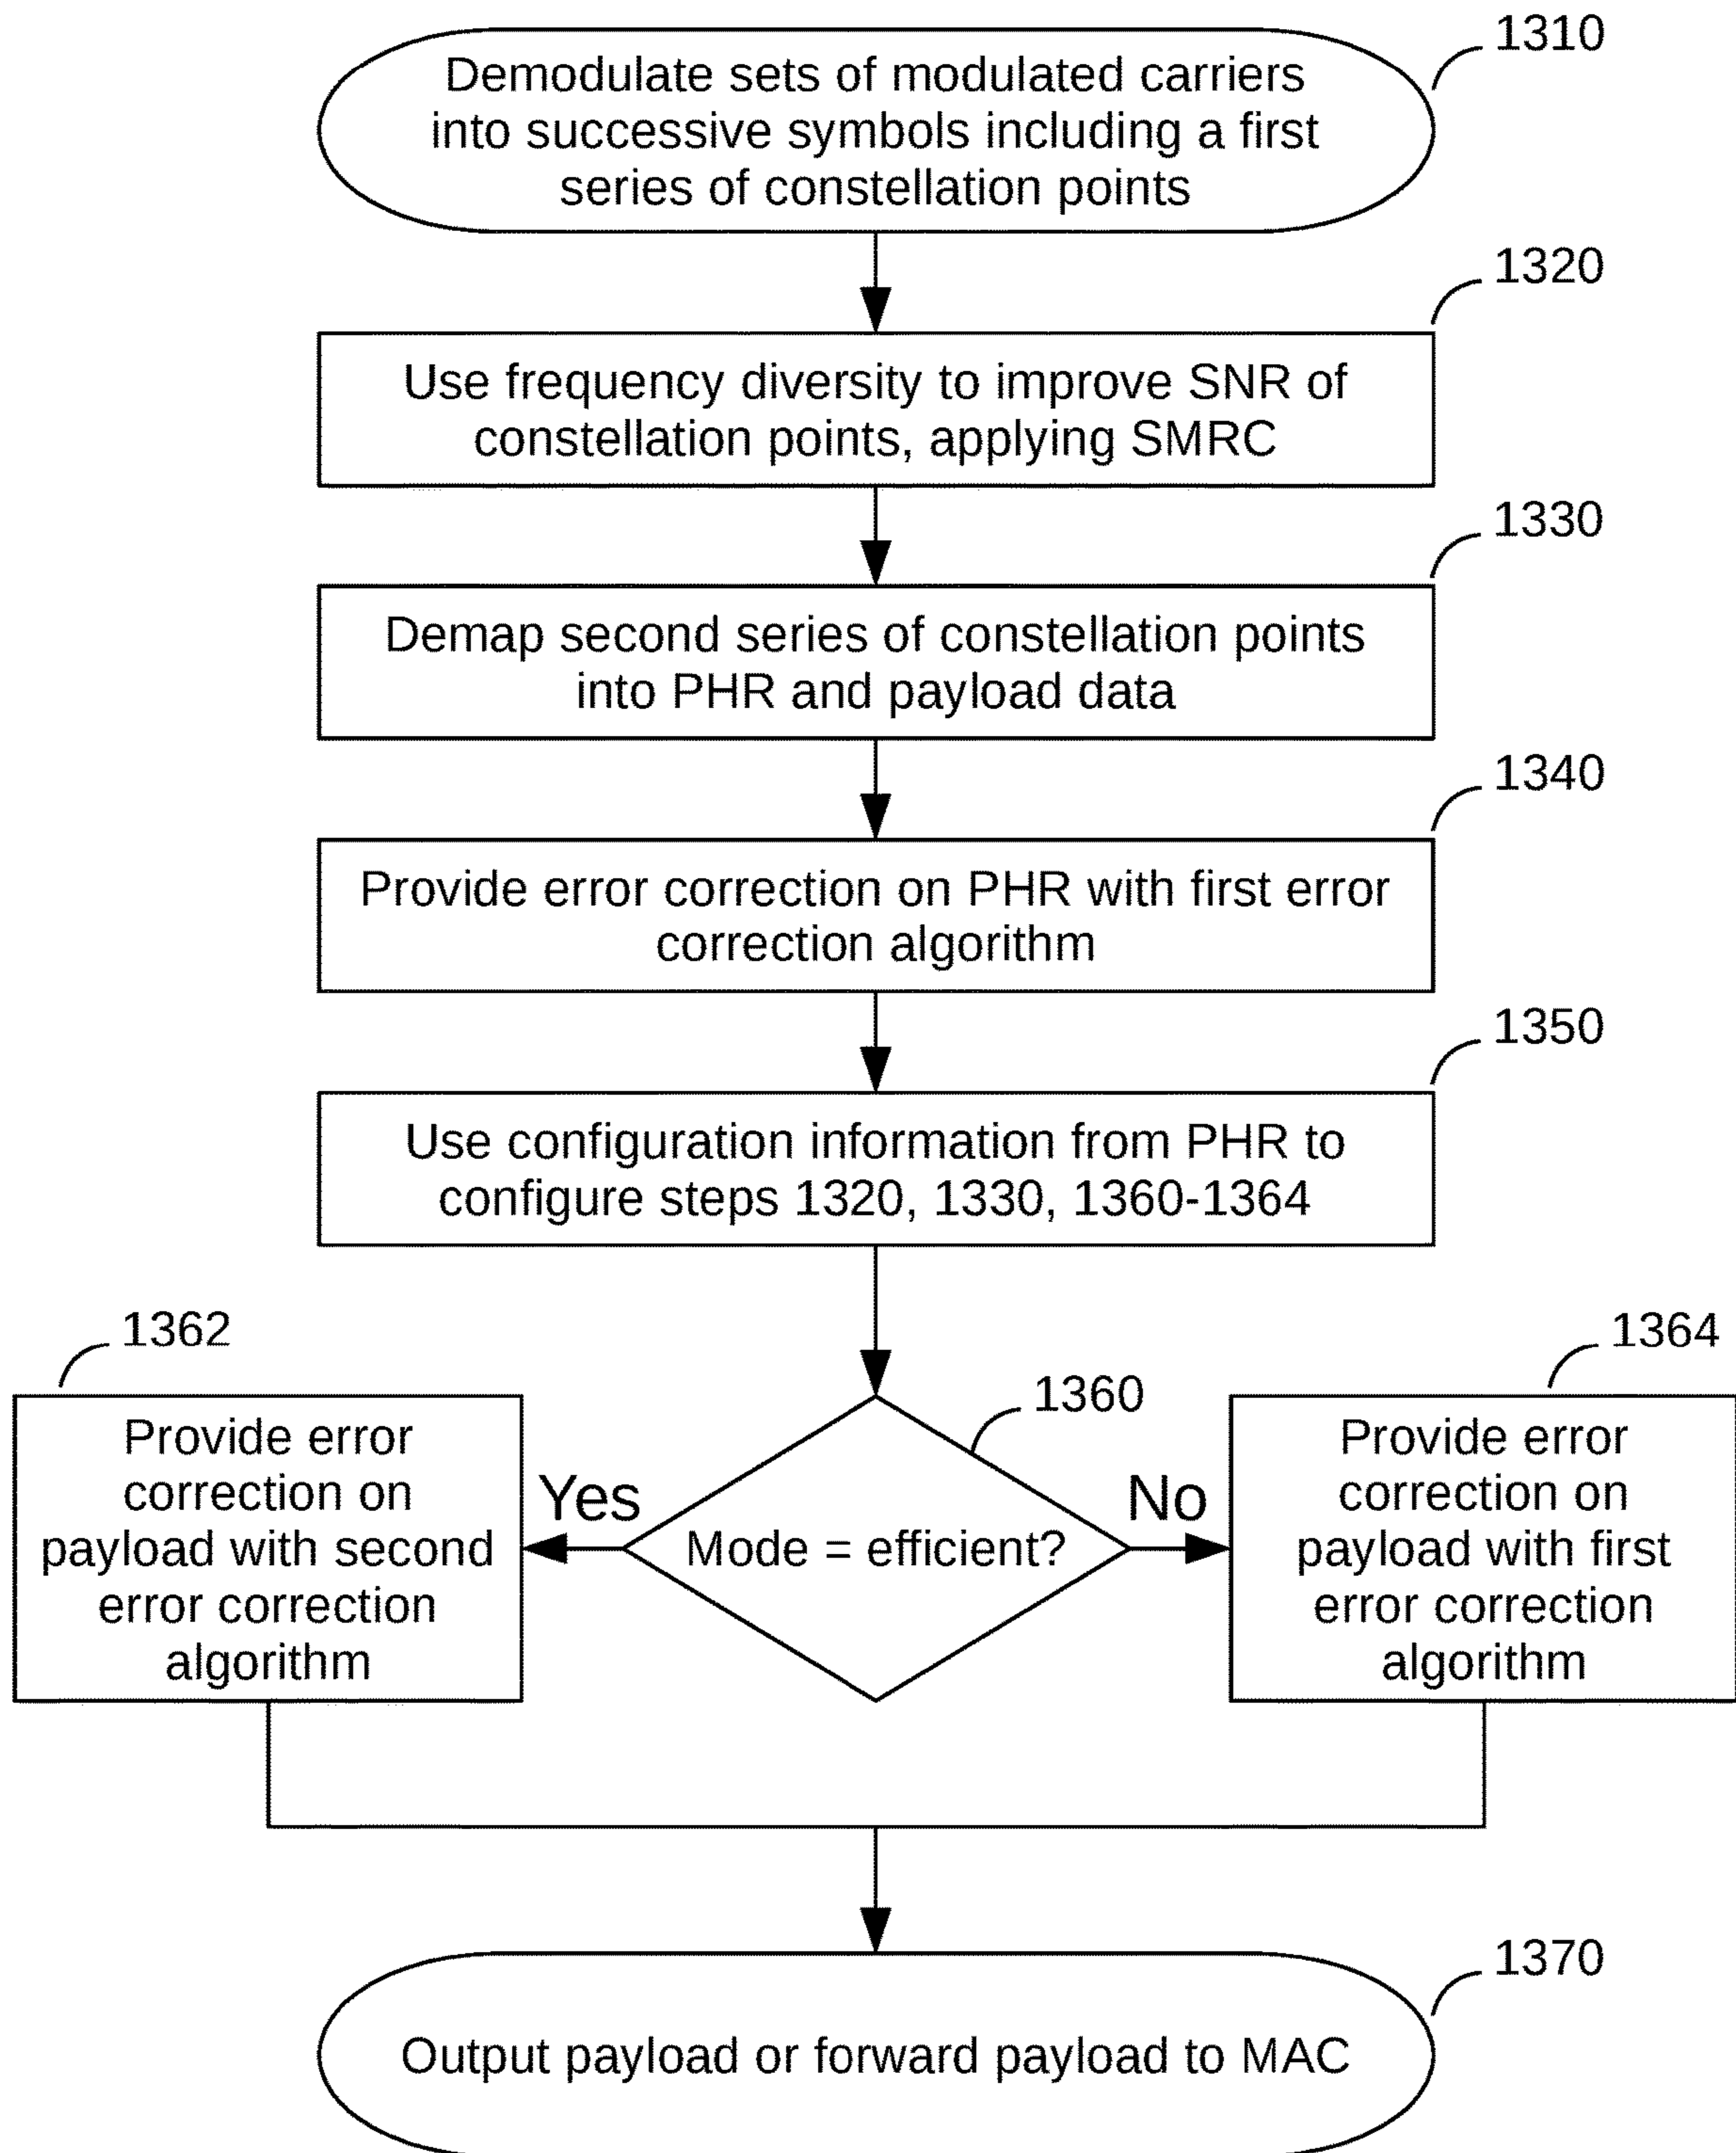 1310
Demodulate sets of modulated carriers
into successive symbols including a first
series of constellation points
1320
Use frequency diversity to improve SNR of
constellation points, applying SMRC
1330
Demap second series of constellation points
into PHR and payload data
1340
Provide error correction on PHR with first error
correction algorithm
1350
Use configuration information from PHR to
configure steps 1320, 1330, 1360-1364
1362
Provide error
correction on
payload with second
error correction
algorithm
Yes
1360
Mode = efficient?
No
1364
Provide error
correction on
payload with first
error correction
algorithm
1370
Output payload or forward payload to MAC